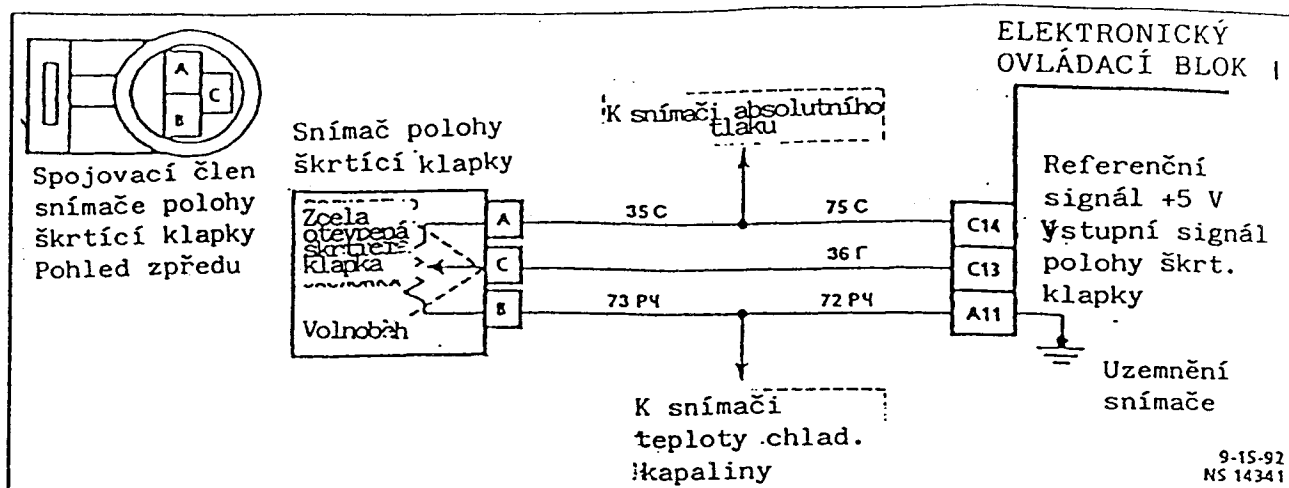 ELEKTRONICKÝ
OVLÁDACÍ BLOK
A
C
B
Spojovací člen
snímače polohy
škrtící klapky
Pohled zpředu
Snímač polohy
škrtící klapky
Zcela
otevřená
klapka
Volnoběh
A
C
B
K snímači absolutního
tlaku
35 С
75 С
36 Г
73 РЧ
72 РЧ
C14
C13
A11
Referenční
signál +5 V
Vstupní signál
polohy škrt.
klapky
K snímači
teploty chlad.
kapaliny
Uzemnění
snímače
9-15-92
NS 14341